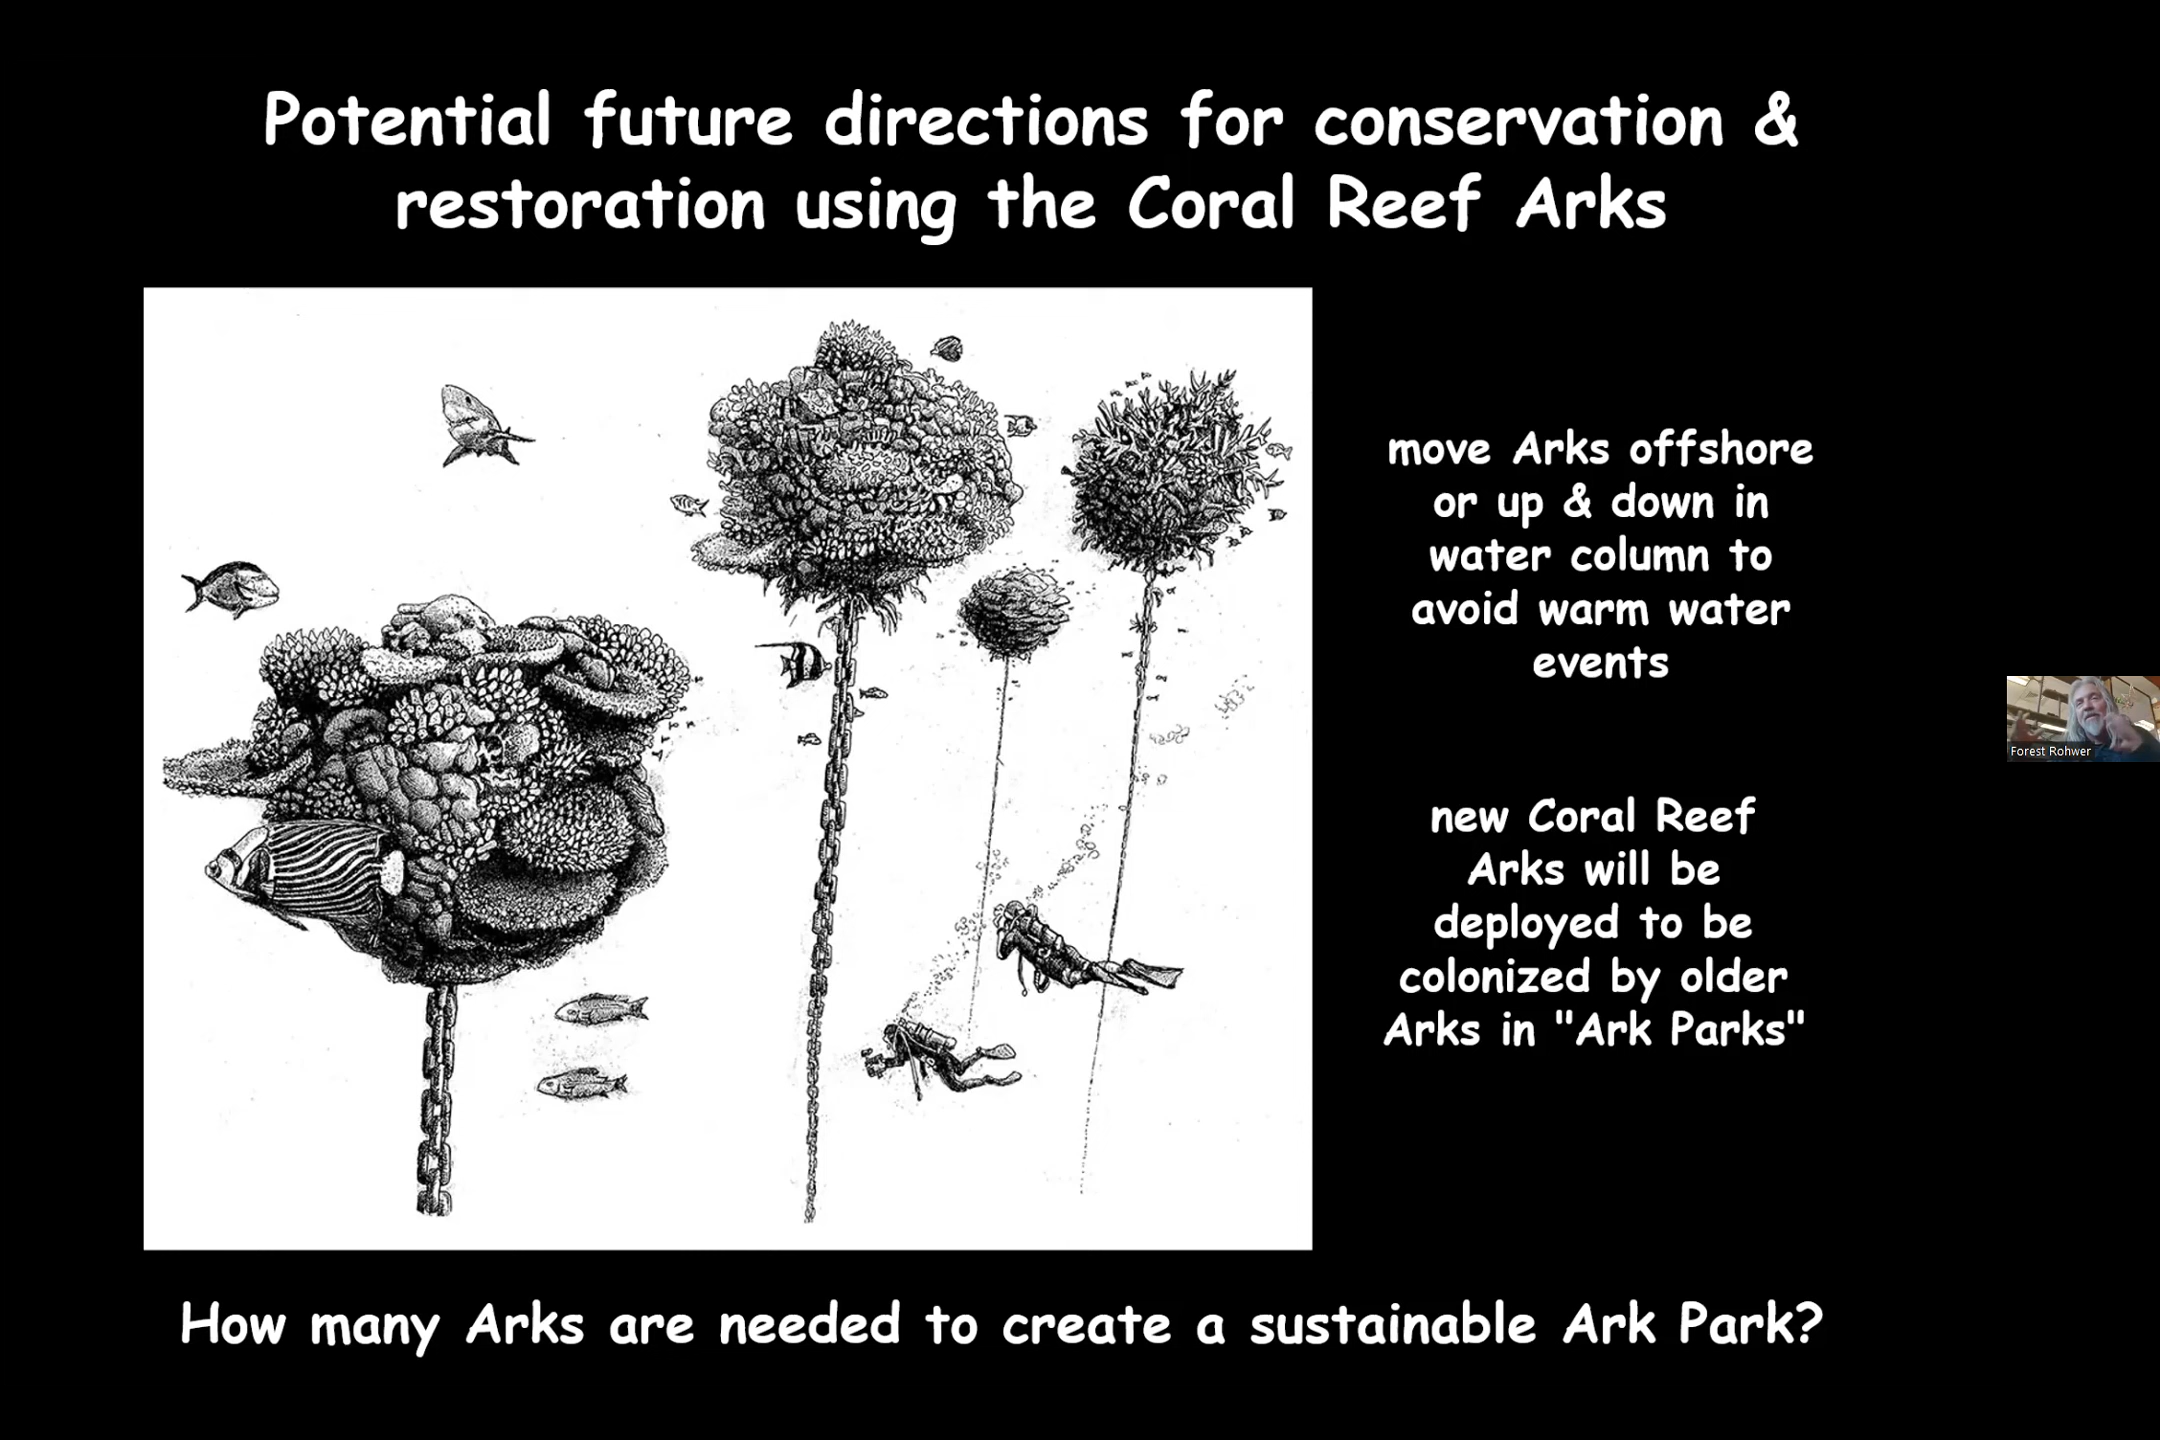 Potential future directions for conservation &
restoration using the Coral Reef Arks
move Arks offshore
or up & down in
water column to
avoid warm water
events
Forest Rohwer
new Coral Reef
Arks will be
deployed to be
colonized by older
Arks in "Ark Parks"
How many Arks are needed to create a sustainable Ark Park?